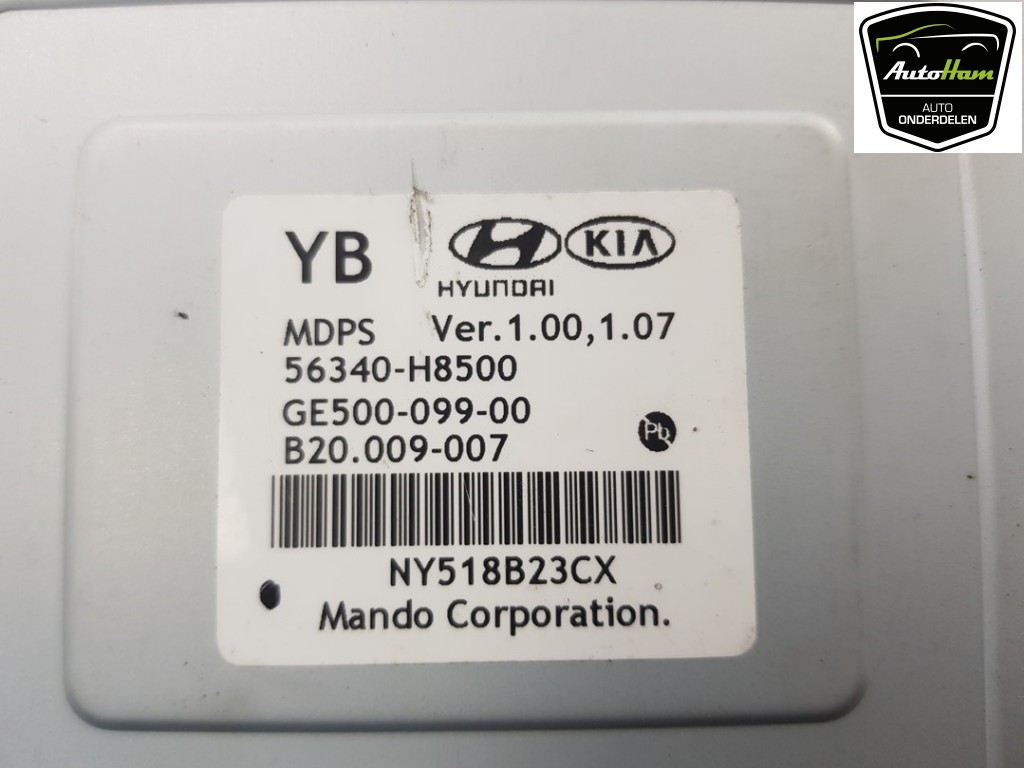 AutoHam
AUTO
ONDERDELEN
YB
HYUNDAI
KIA
MDPS Ver.1.00,1.07
56340-H8500
GE500-099-00
B20.009-007
Pb
NY518B23CX
Mando Corporation.